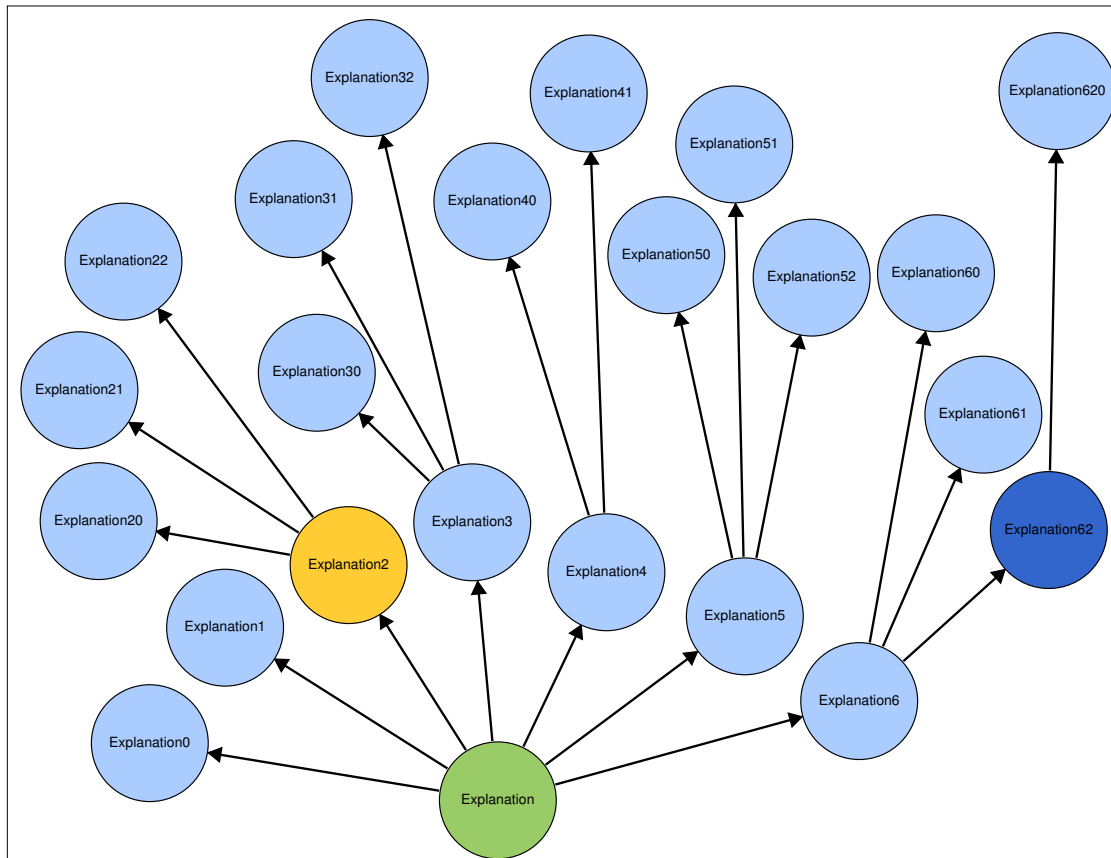 Explanation32
Explanation41
Explanation620
Explanation51
Explanation31
Explanation40
Explanation22
Explanation50
Explanation52
Explanation60
Explanation30
Explanation21
Explanation61
Explanation20
Explanation3
Explanation62
Explanation2
Explanation4
Explanation1
Explanation5
Explanation6
Explanation0
Explanation